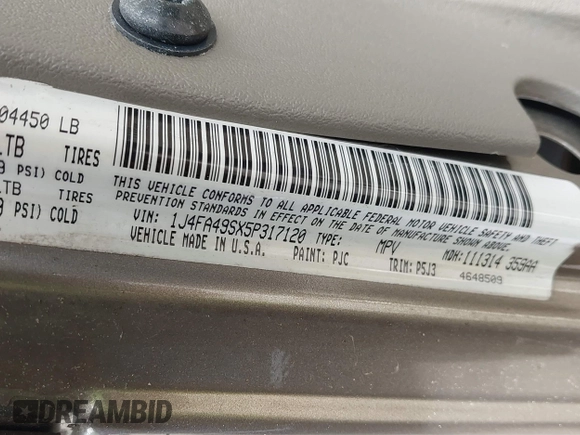 04450 LB
LTB TIRES
PSI) COLD
LTB TIRES
PSI) COLD
THIS VEHICLE CONFORMS TO ALL APPLICABLE FEDERAL MOTOR VEHICLE SAFETY AND THEFT
PREVENTION STANDARDS IN EFFECT ON THE DATE OF MANUFACTURE SHOWN ABOVE.
VIN: 1J4FA49SX5P317120 TYPE: MPV MDH: 111314 359AA
VEHICLE MADE IN U.S.A. PAINT: PJC TRIM: P5J3 4648509
DREAMBID